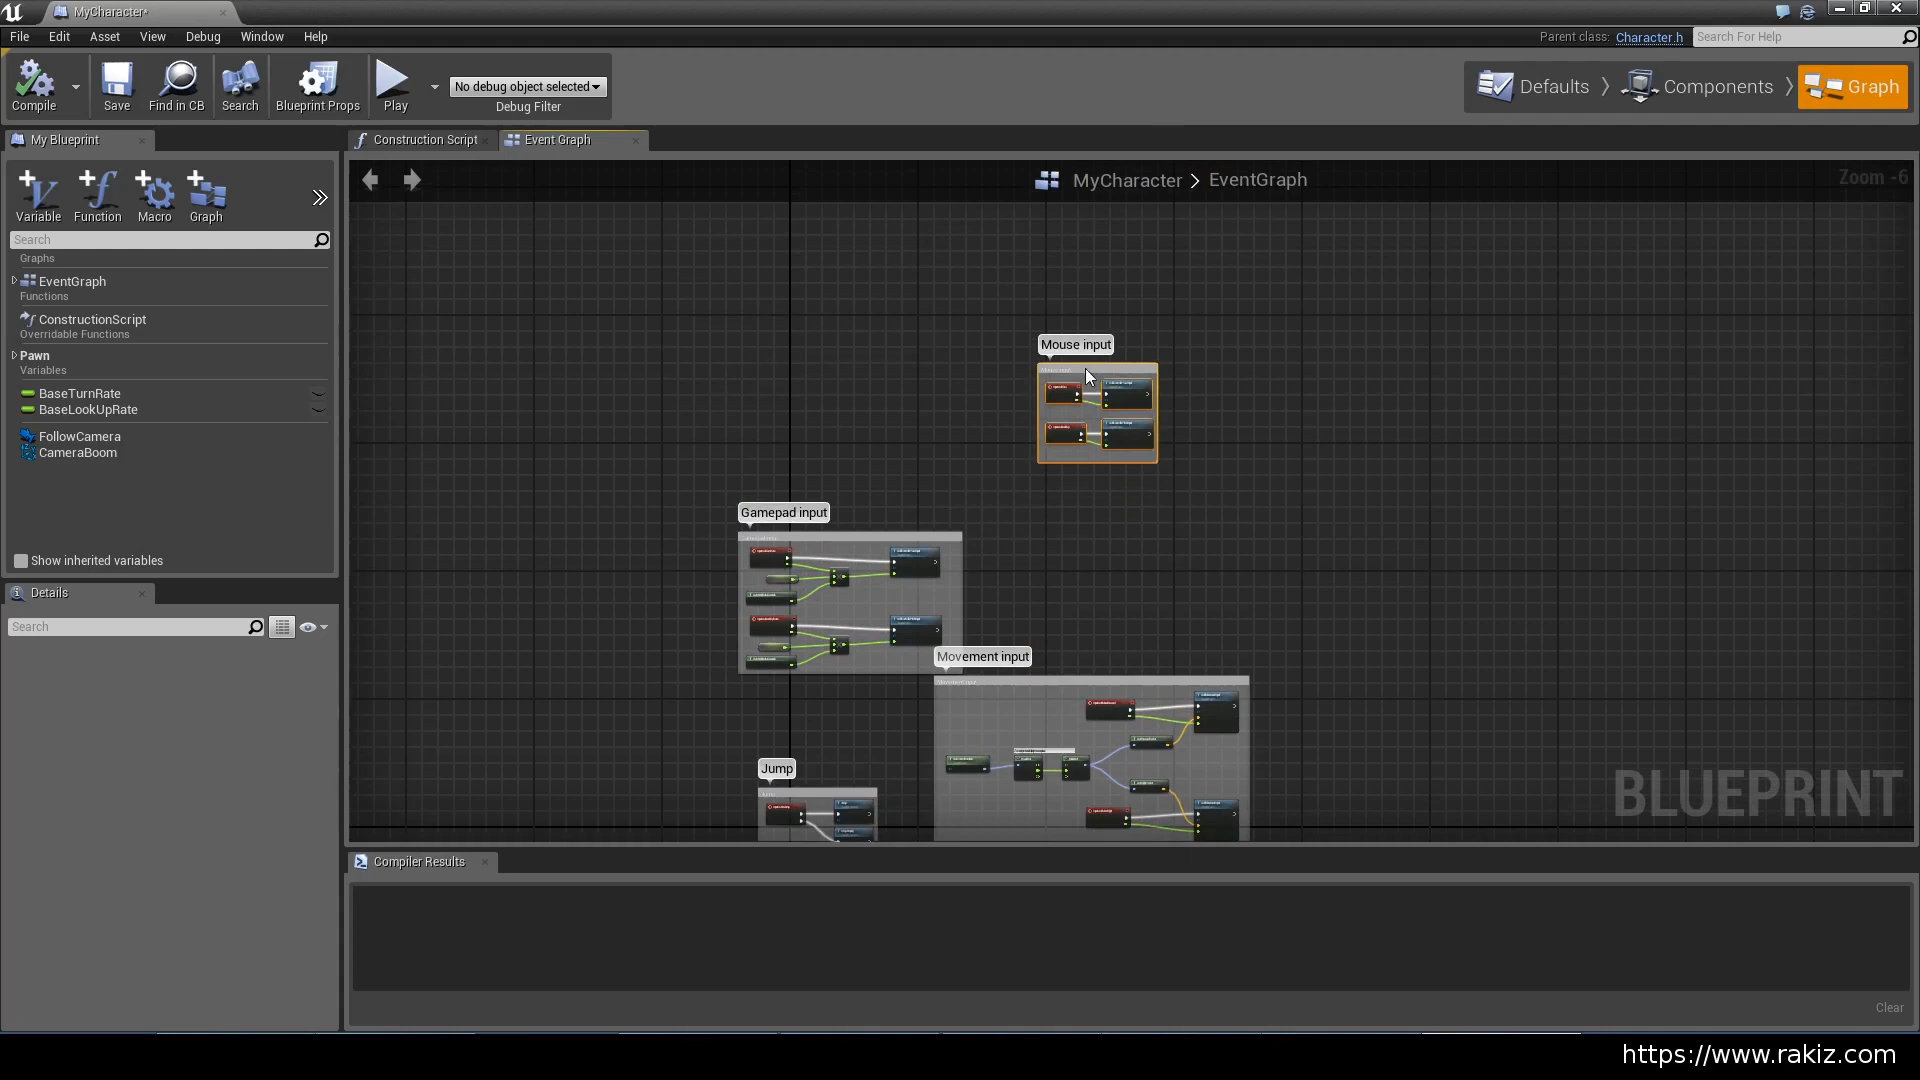 MyCharacter*
File Edit Asset View Debug Window Help
Parent class: Character.h Search For Help
Compile Save Find in CB Search Blueprint Props Play
No debug object selected
Debug Filter
Defaults Components Graph
My Blueprint
Construction Script Event Graph
MyCharacter > EventGraph
Zoom -6
Variable Function Macro Graph
Search
Graphs
EventGraph
Functions
ConstructionScript
Overridable Functions
Pawn
Variables
BaseTurnRate
BaseLookUpRate
FollowCamera
CameraBoom
Show inherited variables
Details
Search
Mouse input
Gamepad input
Movement input
Jump
BLUEPRINT
Compiler Results
Clear
https://www.rakiz.com